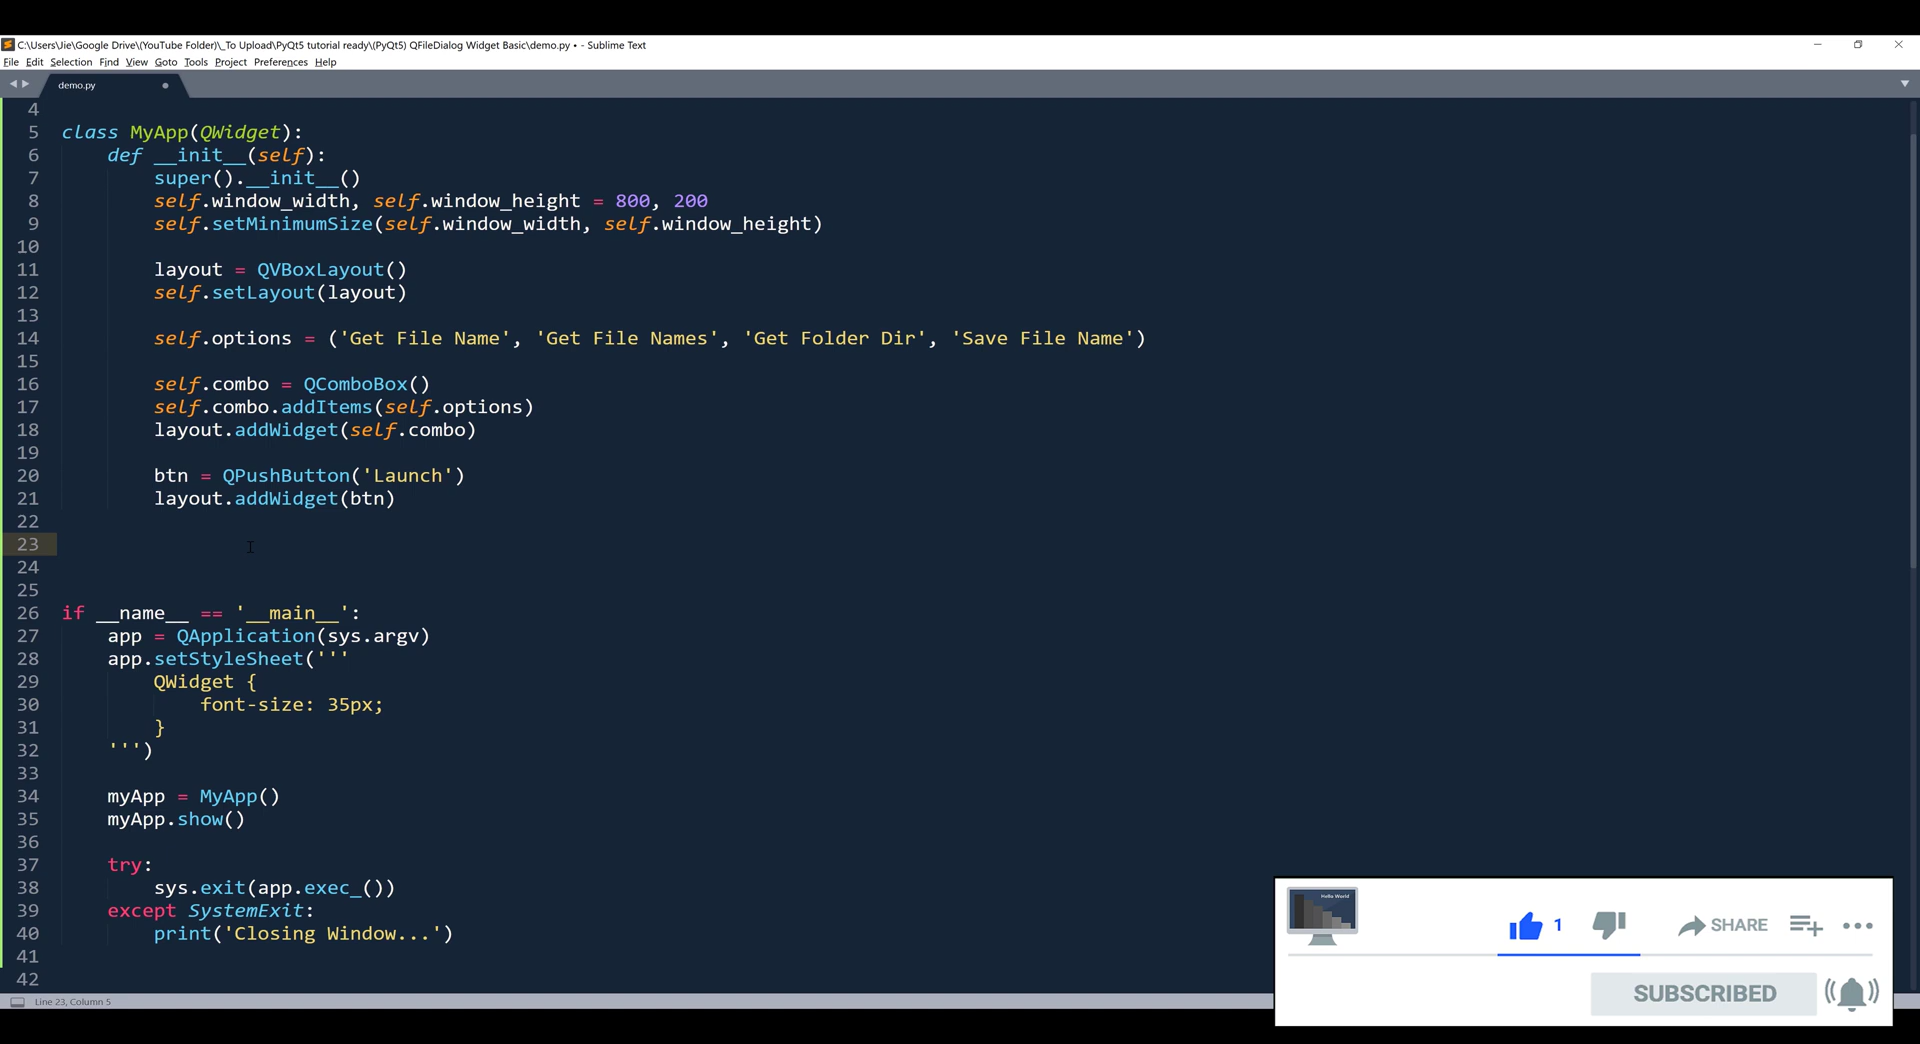 C:\Users\Jie\Google Drive\(YouTube Folder)\_To Upload\PyQt5 tutorial ready\(PyQt5) QFileDialog Widget Basic\demo.py • - Sublime Text
File Edit Selection Find View Goto Tools Project Preferences Help
demo.py
4
5 class MyApp(QWidget):
6     def __init__(self):
7         super().__init__()
8         self.window_width, self.window_height = 800, 200
9         self.setMinimumSize(self.window_width, self.window_height)
10
11         layout = QVBoxLayout()
12         self.setLayout(layout)
13
14         self.options = ('Get File Name', 'Get File Names', 'Get Folder Dir', 'Save File Name')
15
16         self.combo = QComboBox()
17         self.combo.addItems(self.options)
18         layout.addWidget(self.combo)
19
20         btn = QPushButton('Launch')
21         layout.addWidget(btn)
22
23
24
25
26 if __name__ == '__main__':
27     app = QApplication(sys.argv)
28     app.setStyleSheet('''
29         QWidget {
30             font-size: 35px;
31         }
32     ''')
33
34     myApp = MyApp()
35     myApp.show()
36
37     try:
38         sys.exit(app.exec_())
39     except SystemExit:
40         print('Closing Window...')
41
42
Line 23, Column 5
Hello World
1 SHARE
SUBSCRIBED